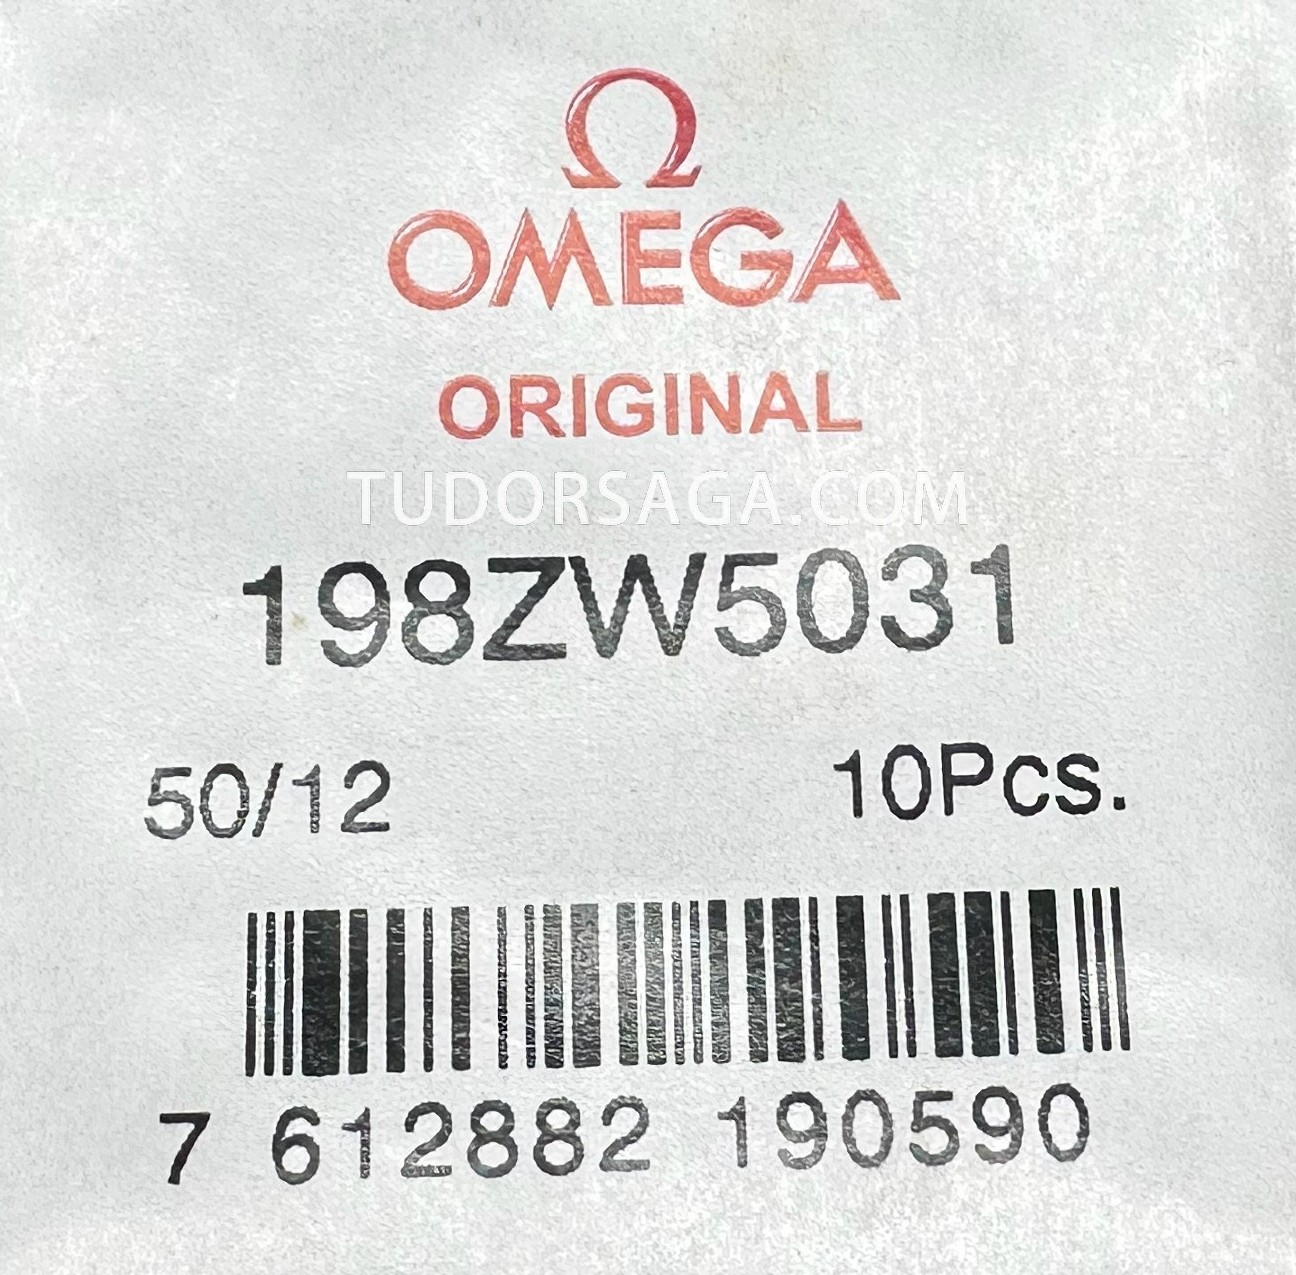 Ω
OMEGA
ORIGINAL
TUDORSAGA.COM
198ZW5031
50/12 10Pcs.
7 612882 190590